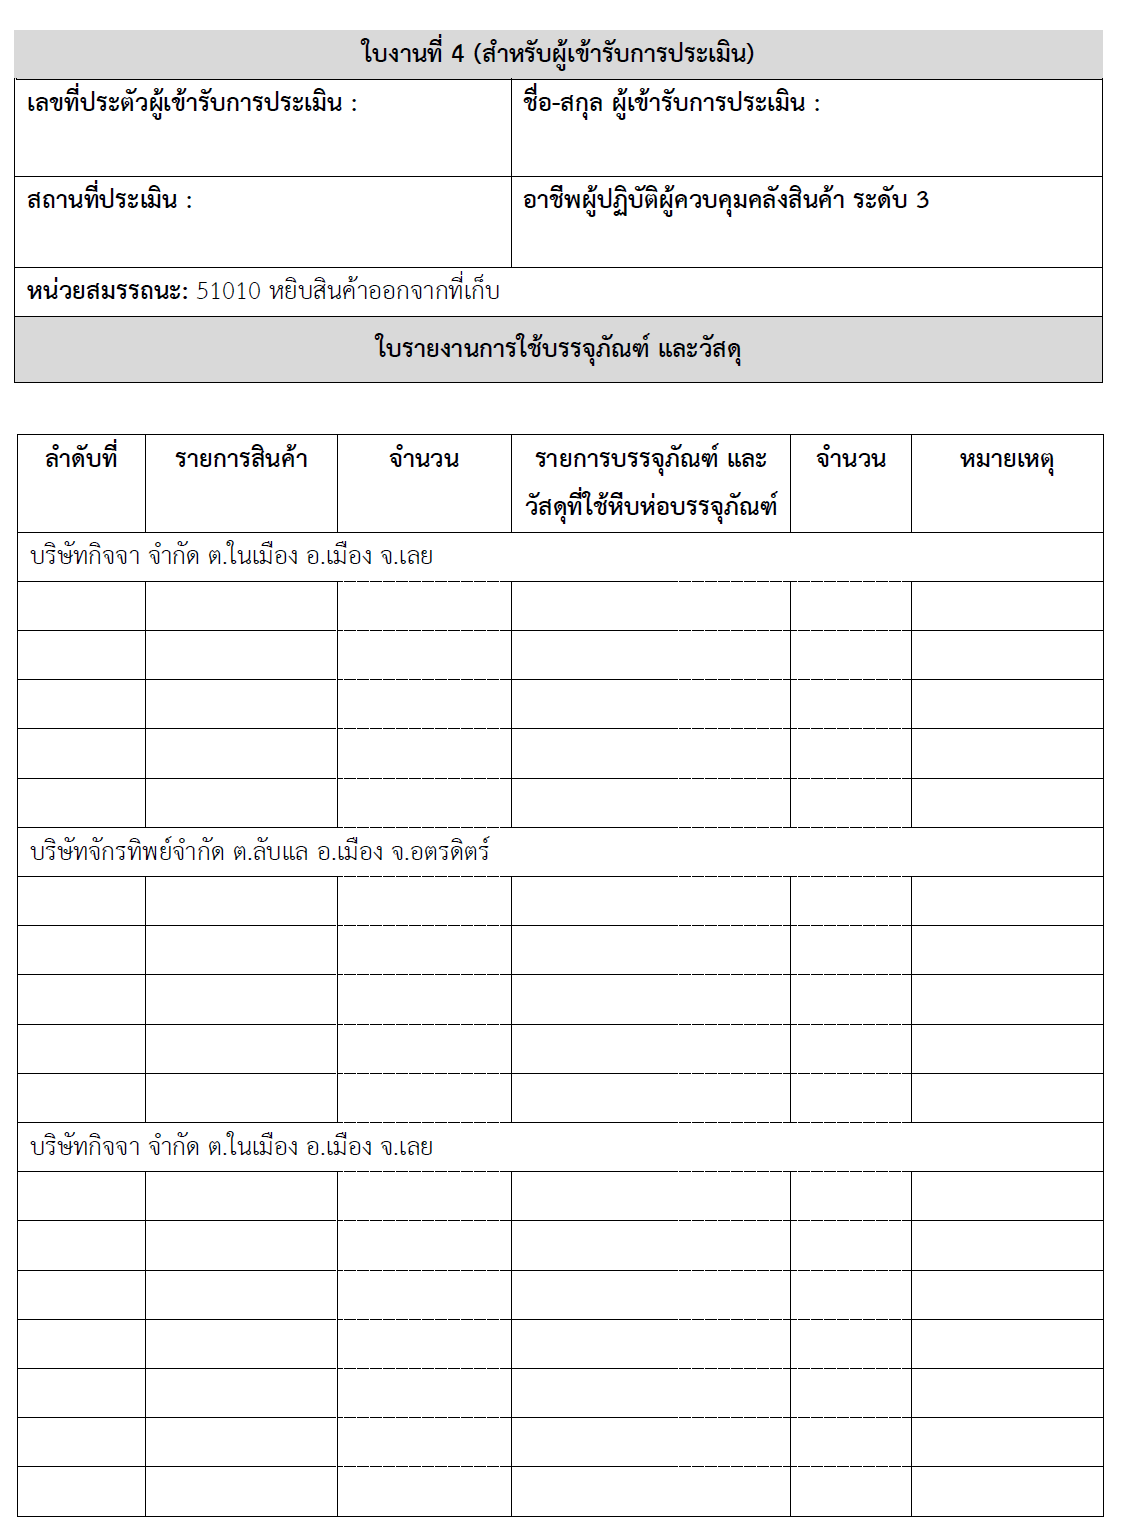 ใบงานที่ 4 (สำหรับผู้เข้ารับการประเมิน)
เลขที่ประตัวผู้เข้ารับการประเมิน :
ชื่อ-สกุล ผู้เข้ารับการประเมิน :
สถานที่ประเมิน :
อาชีพผู้ปฏิบัติผู้ควบคุมคลังสินค้า ระดับ 3
หน่วยสมรรถนะ: 51010 หยิบสินค้าออกจากที่เก็บ
ใบรายงานการใช้บรรจุภัณฑ์ และวัสดุ
ลำดับที่ รายการสินค้า จำนวน รายการบรรจุภัณฑ์ และ จำนวน หมายเหตุ
วัสดุที่ใช้หีบห่อบรรจุภัณฑ์
บริษัทกิจจา จำกัด ต.ในเมือง อ.เมือง จ.เลย
บริษัทจักรทิพย์จำกัด ต.ลับแล อ.เมือง จ.อตรดิตร์
บริษัทกิจจา จำกัด ต.ในเมือง อ.เมือง จ.เลย